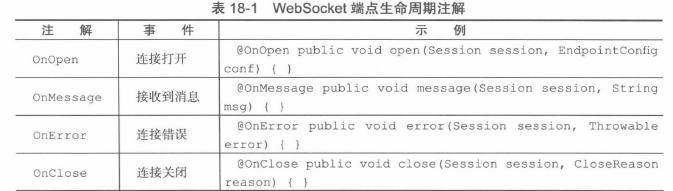 表 18-1 WebSocket 端点生命周期注解
注 解 事 件 示 例
OnOpen 连接打开 @OnOpen public void open(Session session, EndpointConfig
conf) { }
OnMessage 接收到消息 @OnMessage public void message(Session session, String
msg) { }
OnError 连接错误 @OnError public void error(Session session, Throwable
error) { }
OnClose 连接关闭 @OnClose public void close(Session session, CloseReason
reason) { }